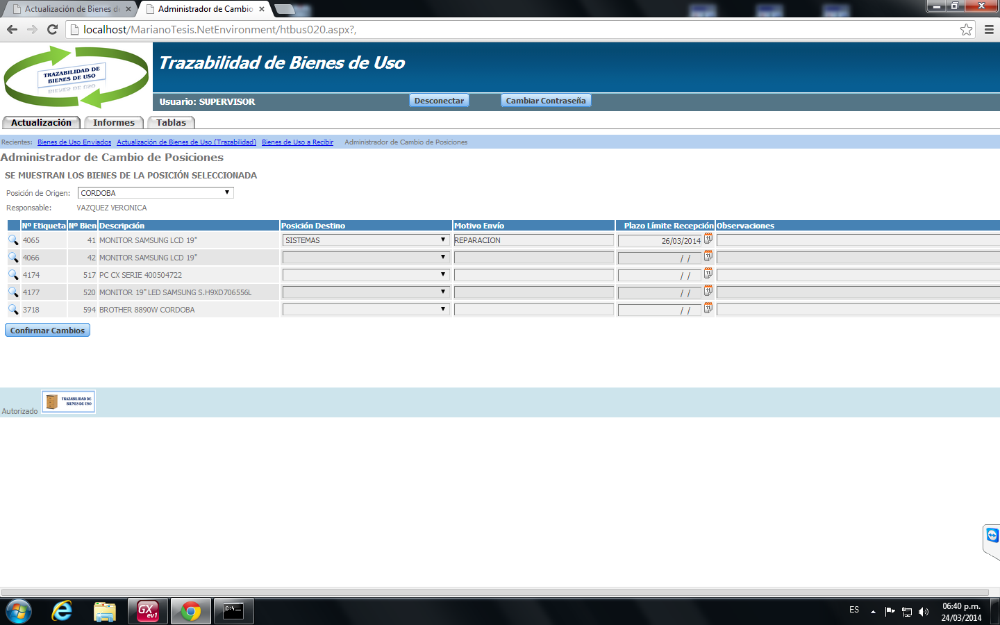 Actualización de Bienes de
Administrador de Cambio
localhost/MarianoTesis.NetEnvironment/htbus020.aspx?,
TRAZABILIDAD DE
BIENES DE USO
Trazabilidad de Bienes de Uso
Usuario: SUPERVISOR
Desconectar
Cambiar Contraseña
Actualización
Informes
Tablas
Recientes: Bienes de Uso Enviados Actualización de Bienes de Uso (Trazabilidad) Bienes de Uso a Recibir Administrador de Cambio de Posiciones
Administrador de Cambio de Posiciones
SE MUESTRAN LOS BIENES DE LA POSICIÓN SELECCIONADA
Posición de Origen: CORDOBA
Responsable: VAZQUEZ VERONICA
Nº Etiqueta Nº Bien Descripción Posición Destino Motivo Envío Plazo Límite Recepción Observaciones
4065 41 MONITOR SAMSUNG LCD 19" SISTEMAS REPARACION 26/03/2014
4066 42 MONITOR SAMSUNG LCD 19" / /
4174 517 PC CX SERIE 400504722 / /
4177 520 MONITOR 19" LED SAMSUNG S.H9XD706556L / /
3718 594 BROTHER 8890W CORDOBA / /
Confirmar Cambios
Autorizado
TRAZABILIDAD DE
BIENES DE USO
GX
ev1
C:\.
ES
06:40 p.m.
24/03/2014